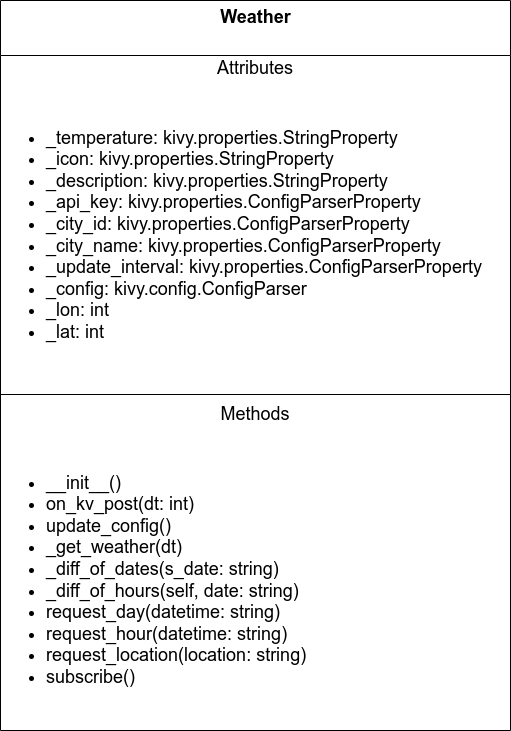 Weather
Attributes
• _temperature: kivy.properties.StringProperty
• _icon: kivy.properties.StringProperty
• _description: kivy.properties.StringProperty
• _api_key: kivy.properties.ConfigParserProperty
• _city_id: kivy.properties.ConfigParserProperty
• _city_name: kivy.properties.ConfigParserProperty
• _update_interval: kivy.properties.ConfigParserProperty
• _config: kivy.config.ConfigParser
• _lon: int
• _lat: int
Methods
• __init__()
• on_kv_post(dt: int)
• update_config()
• _get_weather(dt)
• _diff_of_dates(s_date: string)
• _diff_of_hours(self, date: string)
• request_day(datetime: string)
• request_hour(datetime: string)
• request_location(location: string)
• subscribe()